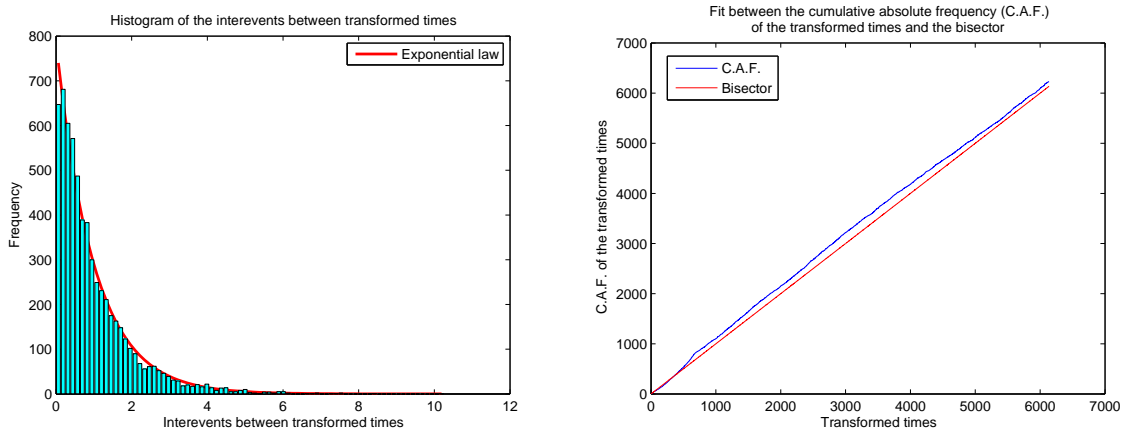 Histogram of the interevents between transformed times
800
700
600
500
400
300
200
100
0
Frequency
Exponential law
0 2 4 6 8 10 12
Interevents between transformed times
Fit between the cumulative absolute frequency (C.A.F.)
of the transformed times and the bisector
7000
6000
5000
4000
3000
2000
1000
0
C.A.F. of the transformed times
C.A.F.
Bisector
0 1000 2000 3000 4000 5000 6000 7000
Transformed times